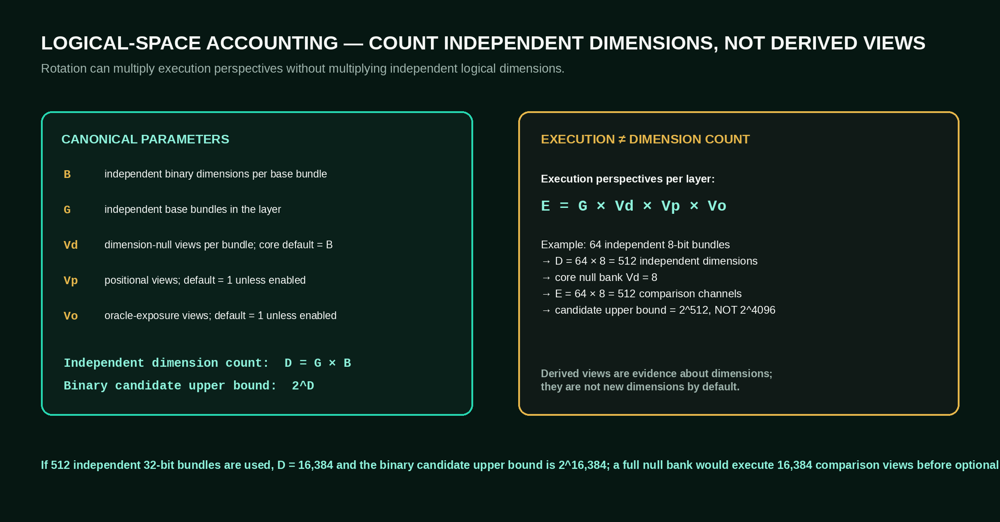 LOGICAL-SPACE ACCOUNTING — COUNT INDEPENDENT DIMENSIONS, NOT DERIVED VIEWS
Rotation can multiply execution perspectives without multiplying independent logical dimensions.
CANONICAL PARAMETERS
B independent binary dimensions per base bundle
G independent base bundles in the layer
Vd dimension-null views per bundle; core default = B
Vp positional views; default = 1 unless enabled
Vo oracle-exposure views; default = 1 unless enabled
Independent dimension count: D = G × B
Binary candidate upper bound: 2^D
EXECUTION ≠ DIMENSION COUNT
Execution perspectives per layer:
E = G × Vd × Vp × Vo
Example: 64 independent 8-bit bundles
→ D = 64 × 8 = 512 independent dimensions
→ core null bank Vd = 8
→ E = 64 × 8 = 512 comparison channels
→ candidate upper bound = 2^512, NOT 2^4096
Derived views are evidence about dimensions;
they are not new dimensions by default.
If 512 independent 32-bit bundles are used, D = 16,384 and the binary candidate upper bound is 2^16,384; a full null bank would execute 16,384 comparison views before optional